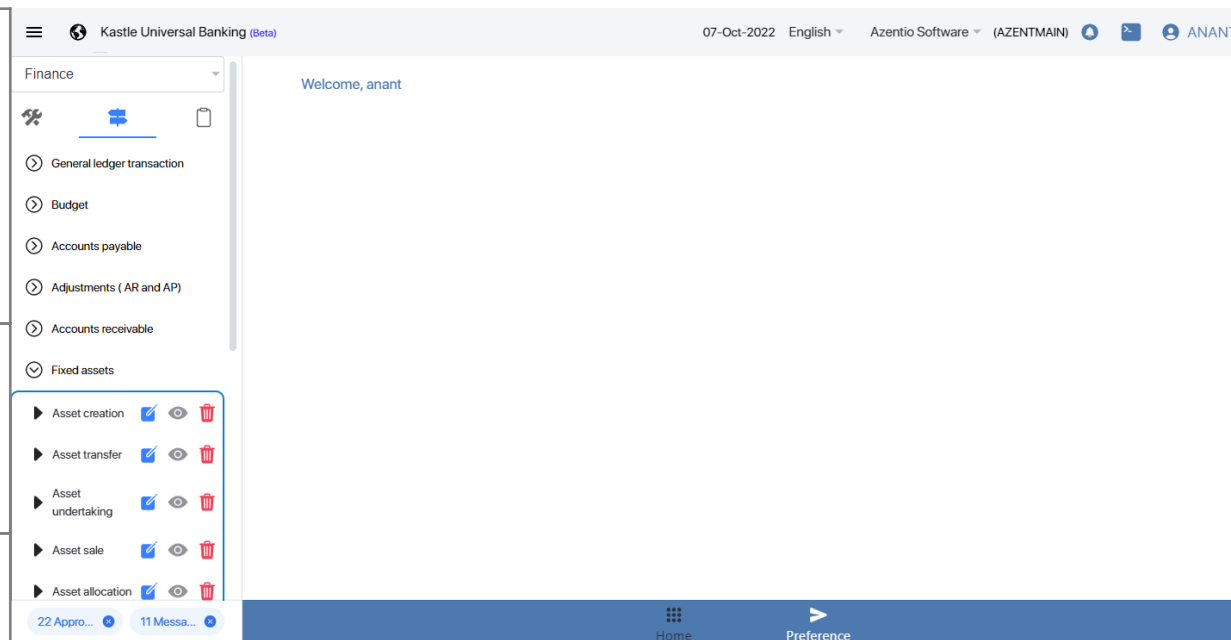 Kastle Universal Banking (Beta)
07-Oct-2022 English Azentio Software (AZENTMAIN) ANANT
Finance
Welcome, anant
General ledger transaction
Budget
Accounts payable
Adjustments ( AR and AP)
Accounts receivable
Fixed assets
Asset creation
Asset transfer
Asset
undertaking
Asset sale
Asset allocation
22 Appro... 11 Messa...
Home Preference